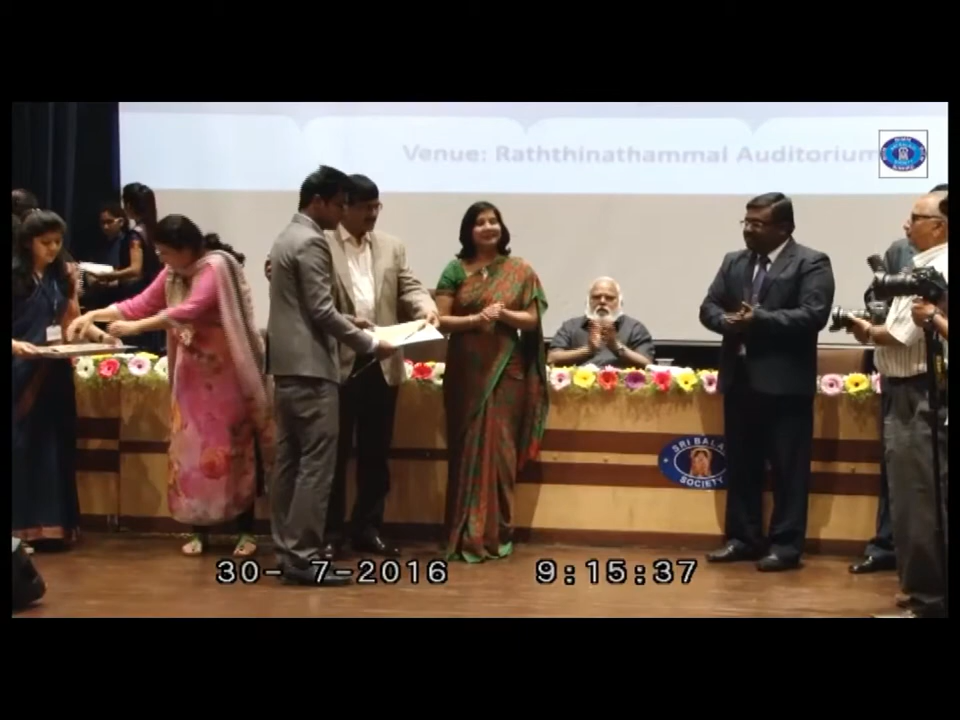 Venue: Raththinathammal Auditorium
SRI BALA
SOCIETY
30- 7-2016 9:15:37